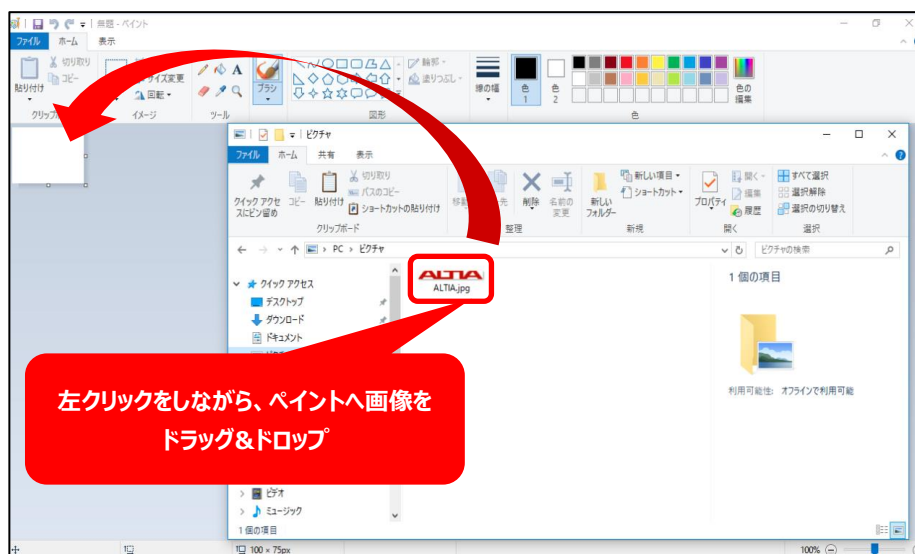 無題 - ペイント
ファイル ホーム 表示
貼り付け
切り取り
コピー
サイズ変更
回転
イメージ
ツール
A
ブラシ
輪郭
塗りつぶし
図形
線の幅
色
1
色
2
色の
編集
色
ピクチャ
ファイル ホーム 共有 表示
クイック アクセ
スにピン留め
コピー
貼り付け
切り取り
パスのコピー
ショートカットの貼り付け
クリップボード
削除
名前の
変更
整理
新しい
フォルダー
新しい項目
ショートカット
新規
プロパティ
開く
編集
履歴
開く
すべて選択
選択解除
選択の切り替え
選択
PC > ピクチャ
ピクチャの検索
クイック アクセス
デスクトップ
ダウンロード
ドキュメント
ALTIA
ALTIA.jpg
1 個の項目
利用可能性: オフラインで利用可能
左クリックをしながら、ペイントへ画像を
ドラッグ&ドロップ
ビデオ
ミュージック
1 個の項目
100 × 75px
100%